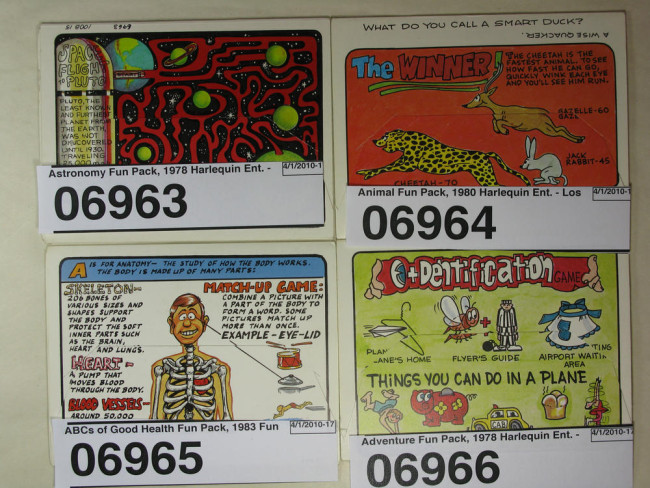 SPACE
FLIGHT
TO PLUTO
PLUTO, THE
LEAST KNOWN
AND FURTHEST
PLANET FROM
THE EARTH,
WAS NOT
DISCOVERED
UNTIL 1930.
TRAVELING
Astronomy Fun Pack, 1978 Harlequin Ent. -
4/1/2010-1
06963
WHAT DO YOU CALL A SMART DUCK?
A WISE QUACKER.
The WINNER!
THE CHEETAH IS THE
FASTEST ANIMAL. TO SEE
HOW FAST HE CAN GO,
QUICKLY WINK EACH EYE
AND YOU'LL SEE HIM RUN.
GAZELLE-60
JACK
RABBIT-45
CHEETAH-70
Animal Fun Pack, 1980 Harlequin Ent. - Los
4/1/2010-1
06964
A IS FOR ANATOMY- THE STUDY OF HOW THE BODY WORKS.
THE BODY IS MADE UP OF MANY PARTS:
SKELETON-
206 BONES OF
VARIOUS SIZES AND
SHAPES SUPPORT
THE BODY AND
PROTECT THE SOFT
INNER PARTS SUCH
AS THE BRAIN,
HEART AND LUNGS.
HEART-
A PUMP THAT
MOVES BLOOD
THROUGH THE BODY.
BLOOD VESSELS-
AROUND 50,000
MATCH-UP GAME:
COMBINE A PICTURE WITH
A PART OF THE BODY TO
FORM A WORD. SOME
PICTURES MATCH UP
MORE THAN ONCE.
EXAMPLE-EYE-LID
ABCs of Good Health Fun Pack, 1983 Fun
4/1/2010-17
06965
+Dentification GAME
PLAN
-ANE'S HOME
FLYER'S GUIDE
AIRPORT WAITI TING
AREA
THINGS YOU CAN DO IN A PLANE
CAB
Adventure Fun Pack, 1978 Harlequin Ent. -
4/1/2010-17
06966